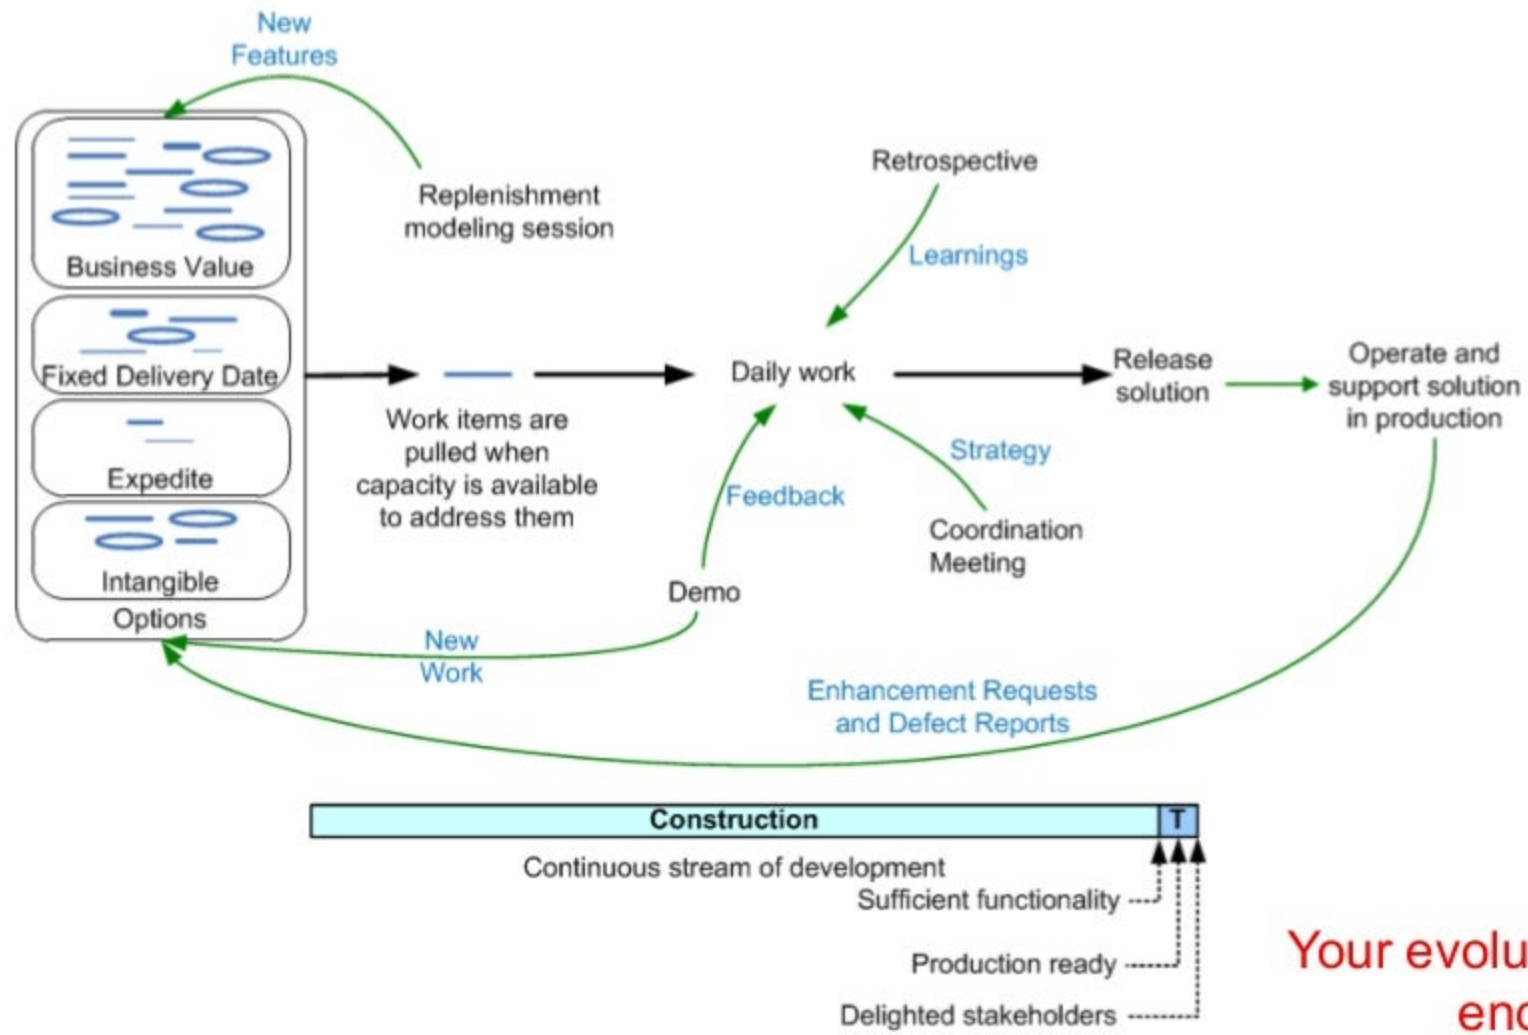 New
Features
Replenishment
modeling session
Business Value
Fixed Delivery Date
Expedite
Intangible
Options
Work items are
pulled when
capacity is available
to address them
Retrospective
Learnings
Daily work
Release
solution
Operate and
support solution
in production
Strategy
Feedback
Coordination
Meeting
Demo
New
Work
Enhancement Requests
and Defect Reports
Construction
T
Continuous stream of development
Sufficient functionality
Production ready
Delighted stakeholders
Your